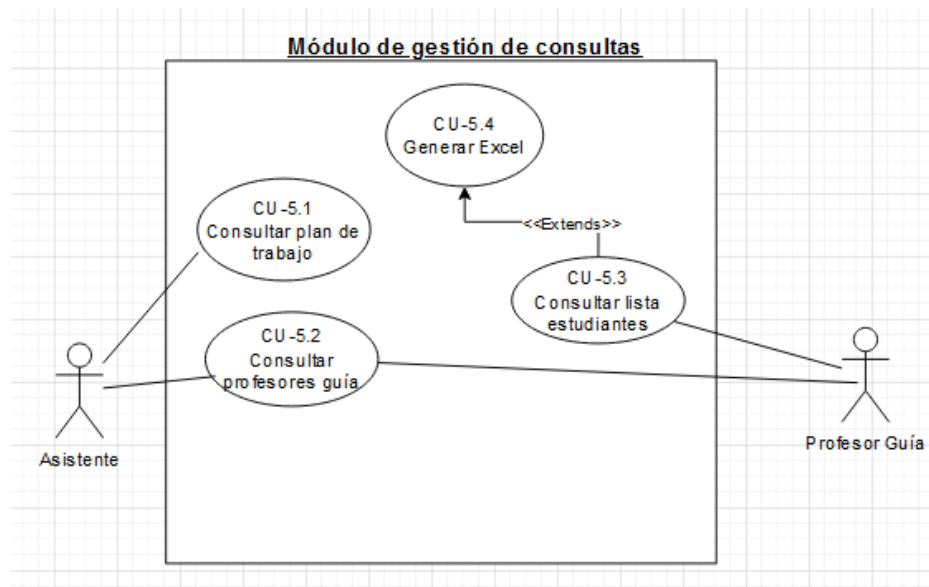 Módulo de gestión de consultas
CU-5.4
Generar Excel
CU-5.1
Consultar plan de
trabajo
<<Extends>>
CU-5.3
Consultar lista
estudiantes
CU-5.2
Consultar
profesores guía
Asistente
Profesor Guía